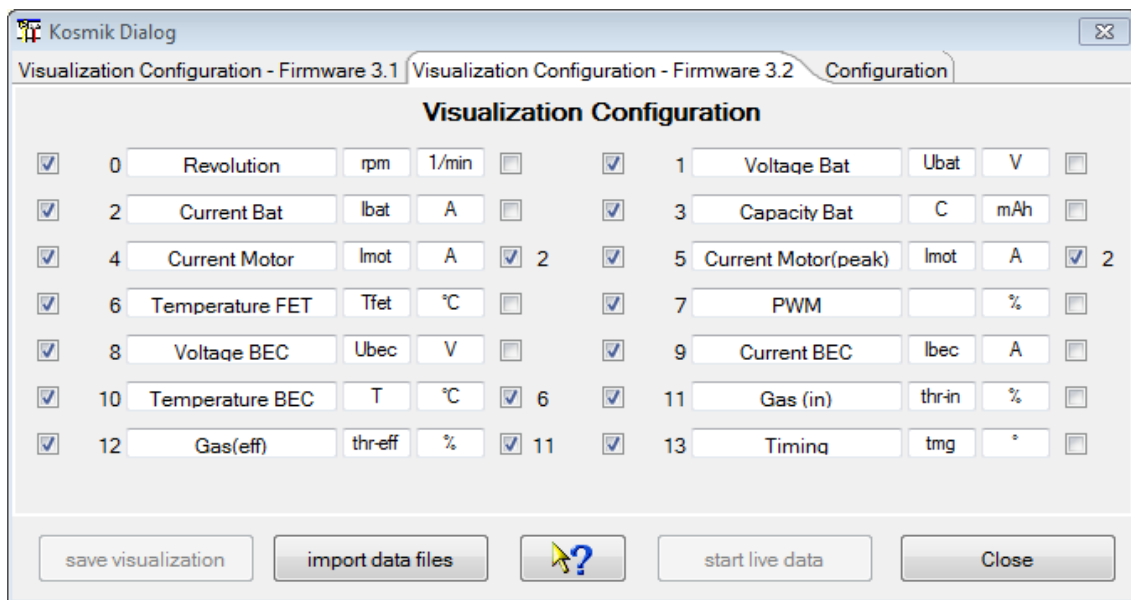 Kosmik Dialog
Visualization Configuration - Firmware 3.1 Visualization Configuration - Firmware 3.2 Configuration
Visualization Configuration
0 Revolution rpm 1/min 1 Voltage Bat Ubat V
2 Current Bat Ibat A 3 Capacity Bat C mAh
4 Current Motor Imot A 2 5 Current Motor(peak) Imot A 2
6 Temperature FET Tfet °C 7 PWM %
8 Voltage BEC Ubec V 9 Current BEC Ibec A
10 Temperature BEC T °C 6 11 Gas (in) thr-in %
12 Gas(eff) thr-eff % 11 13 Timing tmg °
save visualization import data files ? start live data Close